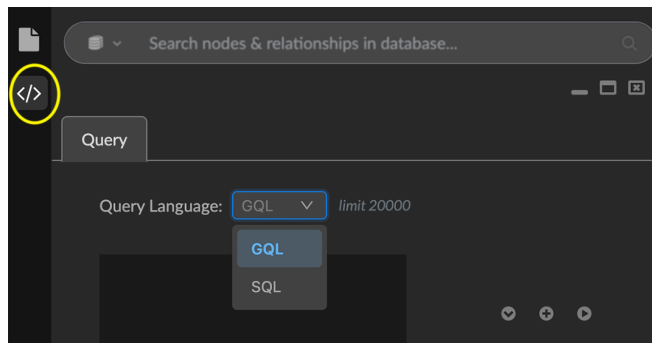 Search nodes & relationships in database...
</>
Query
Query Language: GQL limit 20000
GQL
SQL